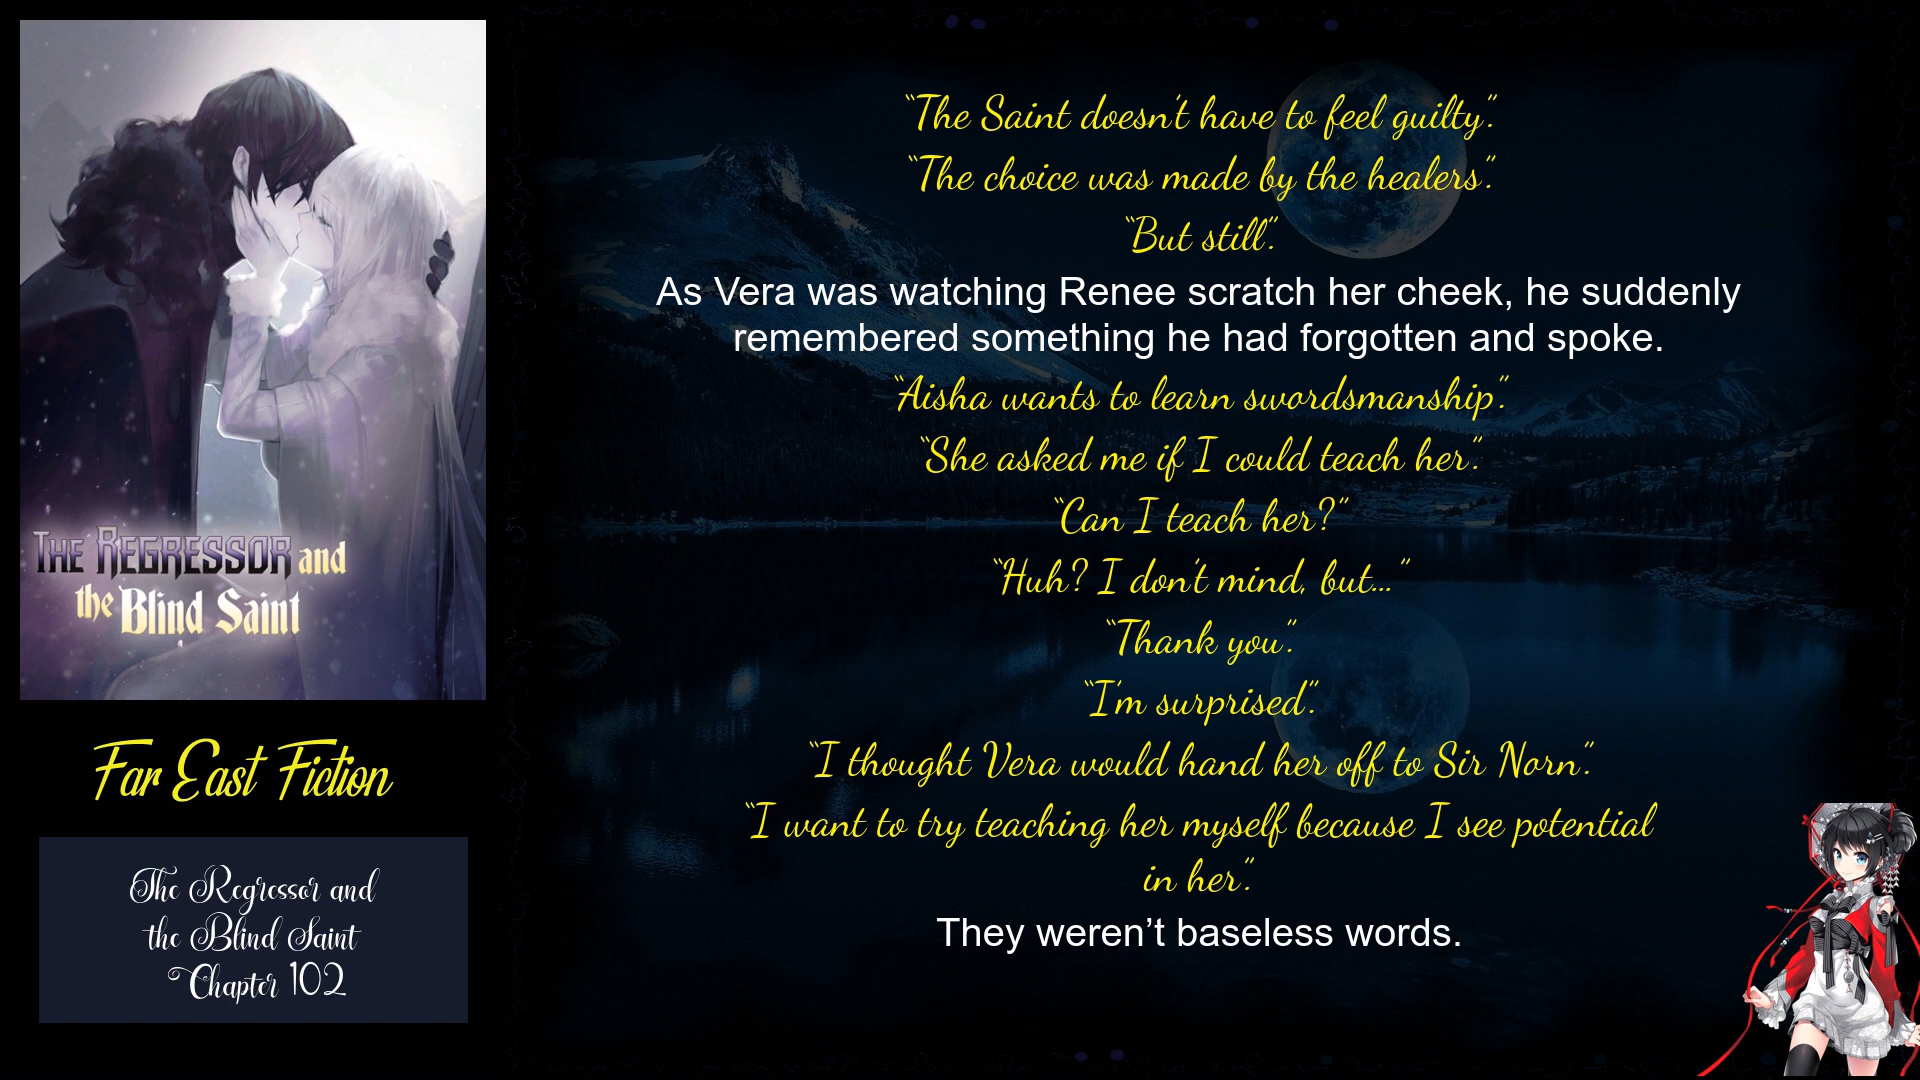 THE REGRESSOR and
the Blind Saint
Far East Fiction
The Regressor and
the Blind Saint
Chapter 102
“The Saint doesn’t have to feel guilty”.
“The choice was made by the healers”.
“But still”.
As Vera was watching Renee scratch her cheek, he suddenly
remembered something he had forgotten and spoke.
“Aisha wants to learn swordsmanship”.
“She asked me if I could teach her”.
“Can I teach her?”
“Huh? I don’t mind, but…”
“Thank you”.
“I’m surprised”.
“I thought Vera would hand her off to Sir Norn”.
“I want to try teaching her myself because I see potential
in her”.
They weren’t baseless words.